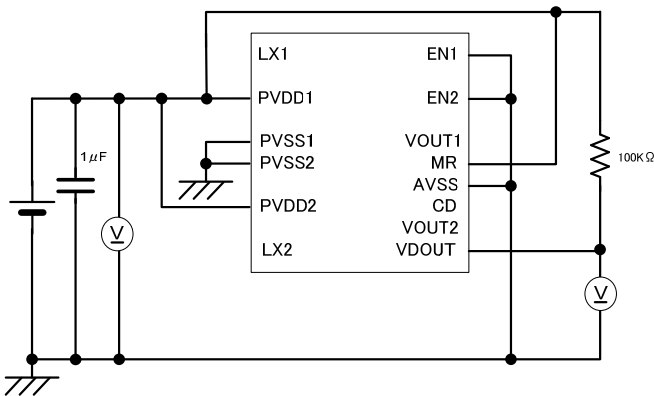 LX1
EN1
PVDD1
EN2
PVSS1
VOUT1
1μF
PVSS2
MR
100KΩ
AVSS
PVDD2
CD
VOUT2
V
LX2
VDOUT
V